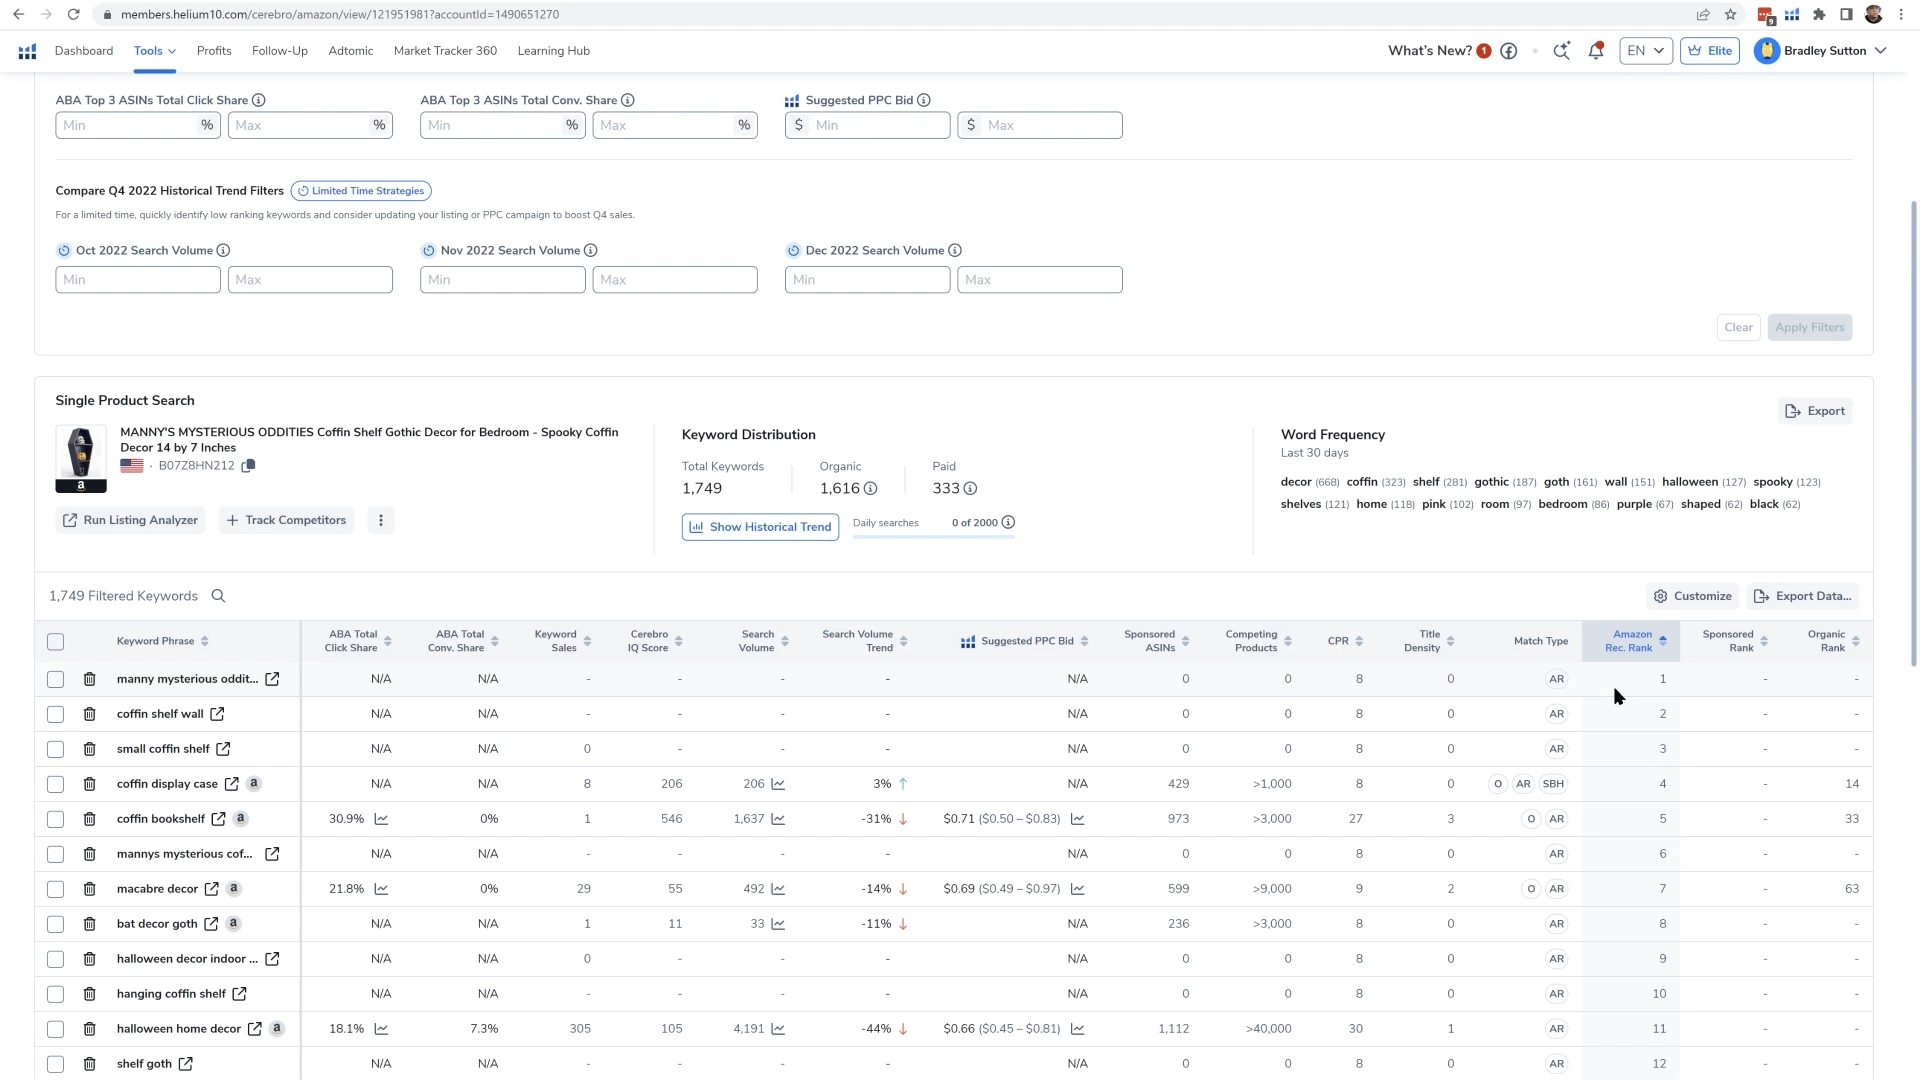 members.helium10.com/cerebro/amazon/view/121951981?accountId=1490651270
9
Dashboard Tools Profits Follow-Up Adtomic Market Tracker 360 Learning Hub What's New? 1 EN Elite Bradley Sutton
ABA Top 3 ASINs Total Click Share ABA Top 3 ASINs Total Conv. Share Suggested PPC Bid
Min % Max % Min % Max % $ Min $ Max
Compare Q4 2022 Historical Trend Filters Limited Time Strategies
For a limited time, quickly identify low ranking keywords and consider updating your listing or PPC campaign to boost Q4 sales.
Oct 2022 Search Volume Nov 2022 Search Volume Dec 2022 Search Volume
Min Max Min Max Min Max
Clear Apply Filters
Single Product Search
Export
MANNY'S MYSTERIOUS ODDITIES Coffin Shelf Gothic Decor for Bedroom - Spooky Coffin
Decor 14 by 7 Inches
· B07Z8HN212
a
Run Listing Analyzer + Track Competitors
Keyword Distribution
Total Keywords Organic Paid
1,749 1,616 333
Show Historical Trend Daily searches 0 of 2000
Word Frequency
Last 30 days
decor (668) coffin (323) shelf (281) gothic (187) goth (161) wall (151) halloween (127) spooky (123)
shelves (121) home (118) pink (102) room (97) bedroom (86) purple (67) shaped (62) black (62)
1,749 Filtered Keywords Customize Export Data...
Keyword Phrase ABA Total Click Share ABA Total Conv. Share Keyword Sales Cerebro IQ Score Search Volume Search Volume Trend Suggested PPC Bid Sponsored ASINs Competing Products CPR Title Density Match Type Amazon Rec. Rank Sponsored Rank Organic Rank
manny mysterious oddit... N/A N/A - - - - N/A 0 0 8 0 AR 1 - -
coffin shelf wall N/A N/A - - - - N/A 0 0 8 0 AR 2 - -
small coffin shelf N/A N/A 0 - - - N/A 0 0 8 0 AR 3 - -
coffin display case a N/A N/A 8 206 206 3% ↑ N/A 429 >1,000 8 0 O AR SBH 4 - 14
coffin bookshelf a 30.9% 0% 1 546 1,637 -31% ↓ $0.71 ($0.50 – $0.83) 973 >3,000 27 3 O AR 5 - 33
mannys mysterious cof... N/A N/A - - - - N/A 0 0 8 0 AR 6 - -
macabre decor a 21.8% 0% 29 55 492 -14% ↓ $0.69 ($0.49 – $0.97) 599 >9,000 9 2 O AR 7 - 63
bat decor goth a N/A N/A 1 11 33 -11% ↓ N/A 236 >3,000 8 0 AR 8 - -
halloween decor indoor ... N/A N/A 0 - - - N/A 0 0 8 0 AR 9 - -
hanging coffin shelf N/A N/A - - - - N/A 0 0 8 0 AR 10 - -
halloween home decor a 18.1% 7.3% 305 105 4,191 -44% ↓ $0.66 ($0.45 – $0.81) 1,112 >40,000 30 1 AR 11 - -
shelf goth N/A N/A - - - - N/A 0 0 8 0 AR 12 - -